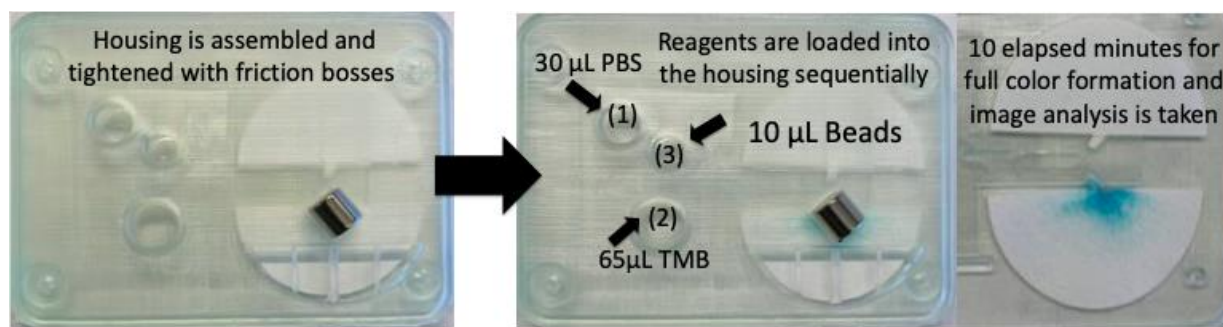 Housing is assembled and
tightened with friction bosses
30 µL PBS
Reagents are loaded into
the housing sequentially
(1)
(3)
10 µL Beads
(2)
65µL TMB
10 elapsed minutes for
full color formation and
image analysis is taken